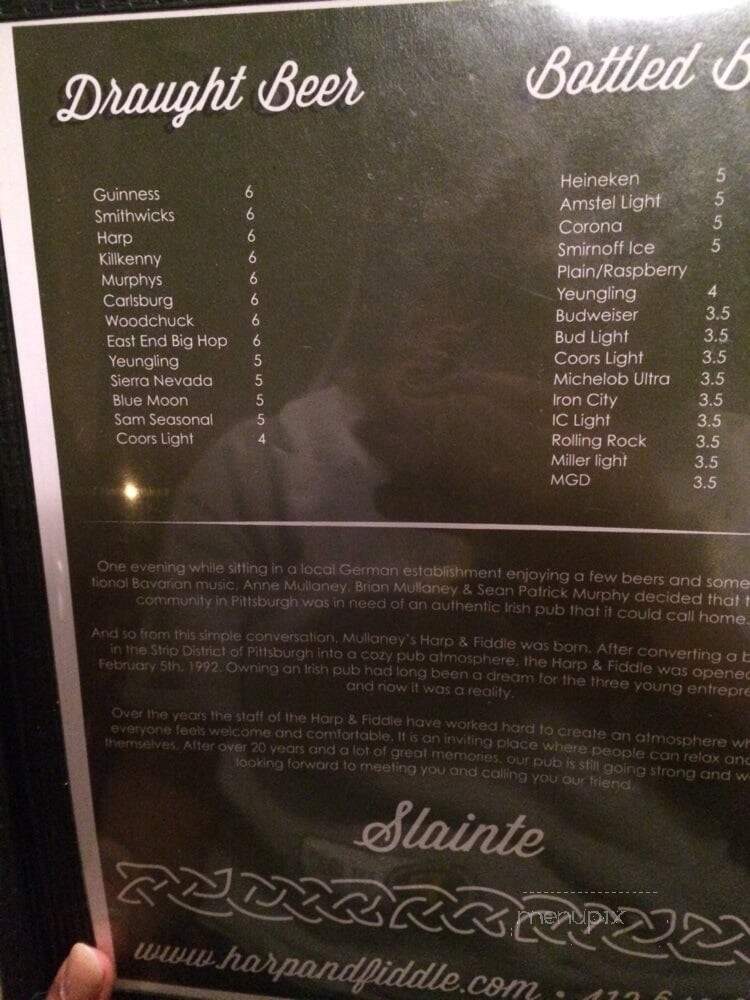 Draught Beer
Guinness 6
Smithwicks 6
Harp 6
Killkenny 6
Murphys 6
Carlsburg 6
Woodchuck 6
East End Big Hop 6
Yeungling 5
Sierra Nevada 5
Blue Moon 5
Sam Seasonal 5
Coors Light 4
Bottled B
Heineken 5
Amstel Light 5
Corona 5
Smirnoff Ice 5
Plain/Raspberry
Yeungling 4
Budweiser 3.5
Bud Light 3.5
Coors Light 3.5
Michelob Ultra 3.5
Iron City 3.5
IC Light 3.5
Rolling Rock 3.5
Miller light 3.5
MGD 3.5
One evening while sitting in a local German establishment enjoying a few beers and some
tional Bavarian music, Anne Mullaney, Brian Mullaney & Sean Patrick Murphy decided that t
community in Pittsburgh was in need of an authentic Irish pub that it could call home.
And so from this simple conversation, Mullaney's Harp & Fiddle was born. After converting a b
in the Strip District of Pittsburgh into a cozy pub atmosphere, the Harp & Fiddle was opened
February 5th, 1992. Owning an Irish pub had long been a dream for the three young entrepre
and now it was a reality.
Over the years the staff of the Harp & Fiddle have worked hard to create an atmosphere wh
everyone feels welcome and comfortable. It is an inviting place where people can relax and
themselves. After over 20 years and a lot of great memories, our pub is still going strong and w
looking forward to meeting you and calling you our friend.
Slainte
menupix
www.harpandfiddle.com • 412.6